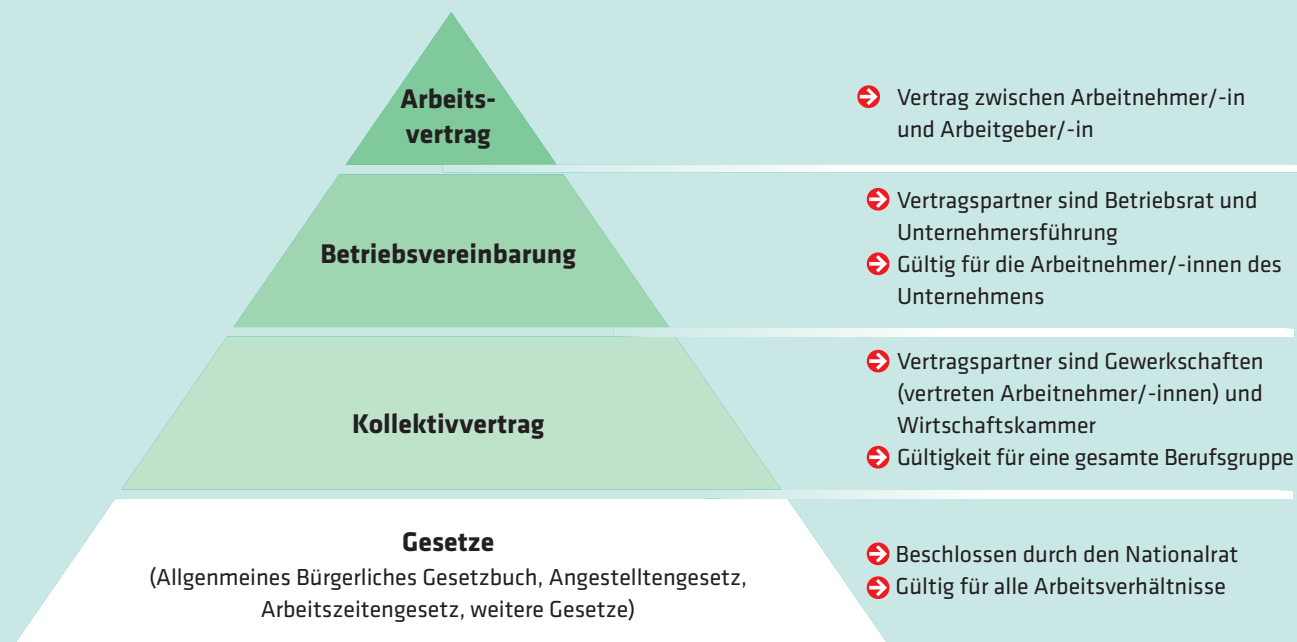 Arbeits-
vertrag
Vertrag zwischen Arbeitnehmer/-in
und Arbeitgeber/-in
Betriebsvereinbarung
Vertragspartner sind Betriebsrat und
Unternehmersführung
Gültig für die Arbeitnehmer/-innen des
Unternehmens
Kollektivvertrag
Vertragspartner sind Gewerkschaften
(vertreten Arbeitnehmer/-innen) und
Wirtschaftskammer
Gültigkeit für eine gesamte Berufsgruppe
Gesetze
(Allgenmeines Bürgerliches Gesetzbuch, Angestelltengesetz,
Arbeitszeitengesetz, weitere Gesetze)
Beschlossen durch den Nationalrat
Gültig für alle Arbeitsverhältnisse